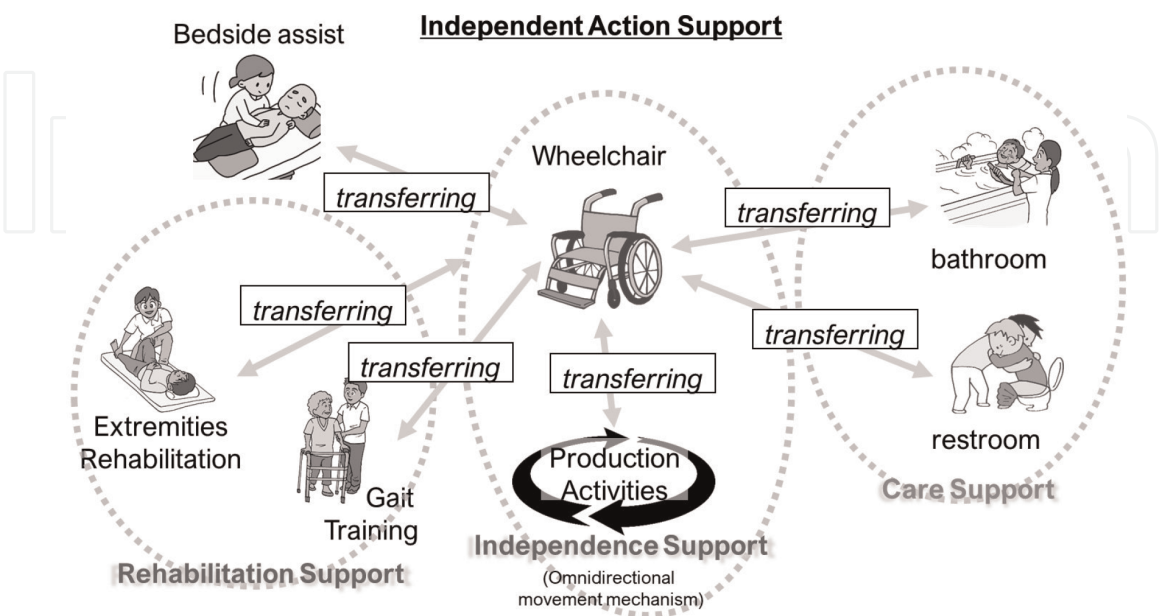 Independent Action Support
Bedside assist
Wheelchair
transferring
transferring
bathroom
transferring
transferring
transferring
transferring
Extremities
Rehabilitation
Gait
Training
Production
Activities
restroom
Care Support
Independence Support
(Omnidirectional
movement mechanism)
Rehabilitation Support